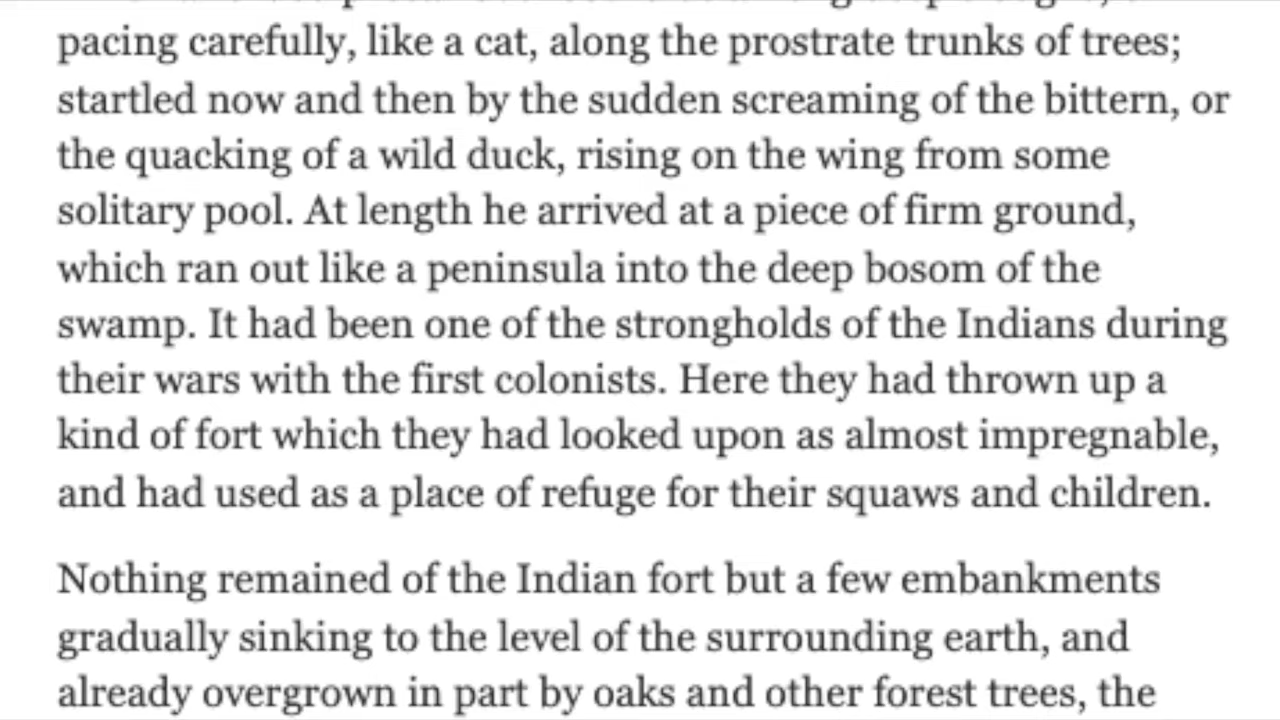 pacing carefully, like a cat, along the prostrate trunks of trees;
startled now and then by the sudden screaming of the bittern, or
the quacking of a wild duck, rising on the wing from some
solitary pool. At length he arrived at a piece of firm ground,
which ran out like a peninsula into the deep bosom of the
swamp. It had been one of the strongholds of the Indians during
their wars with the first colonists. Here they had thrown up a
kind of fort which they had looked upon as almost impregnable,
and had used as a place of refuge for their squaws and children.
Nothing remained of the Indian fort but a few embankments
gradually sinking to the level of the surrounding earth, and
already overgrown in part by oaks and other forest trees, the